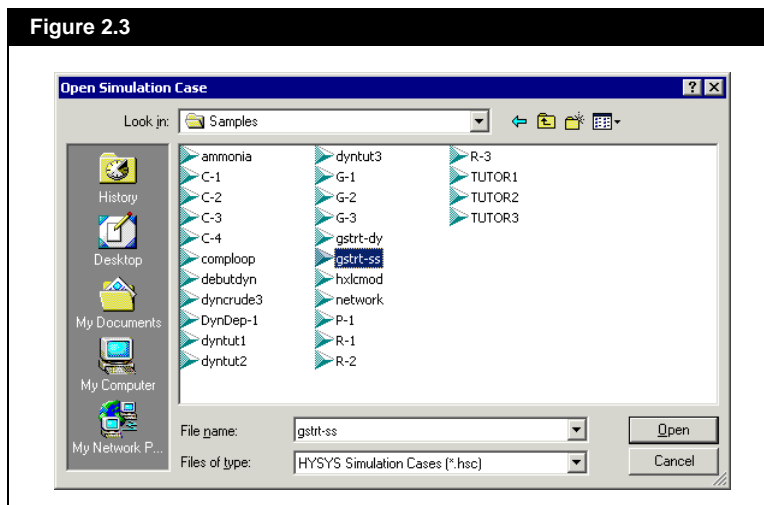 Figure 2.3
Open Simulation Case
Look in: Samples
History
Desktop
My Documents
My Computer
My Network P...
ammonia
C-1
C-2
C-3
C-4
comploop
debutdyn
dyncrude3
DynDep-1
dyntut1
dyntut2
dyntut3
G-1
G-2
G-3
gstrt-dy
gstrt-ss
hxlcmod
network
P-1
R-1
R-2
R-3
TUTOR1
TUTOR2
TUTOR3
File name: gstrt-ss
Open
Files of type: HYSYS Simulation Cases (*.hsc)
Cancel